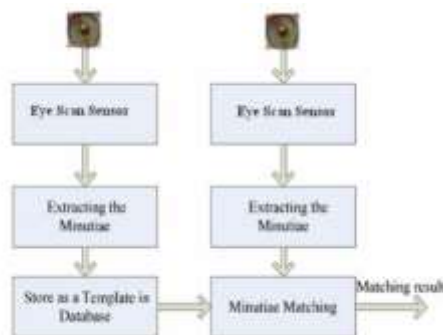 Eye Scan Sensor
Eye Scan Sensor
Extracting the
Minutiae
Extracting the
Minutiae
Store as a Template in
Database
Minutiae Matching
Matching result